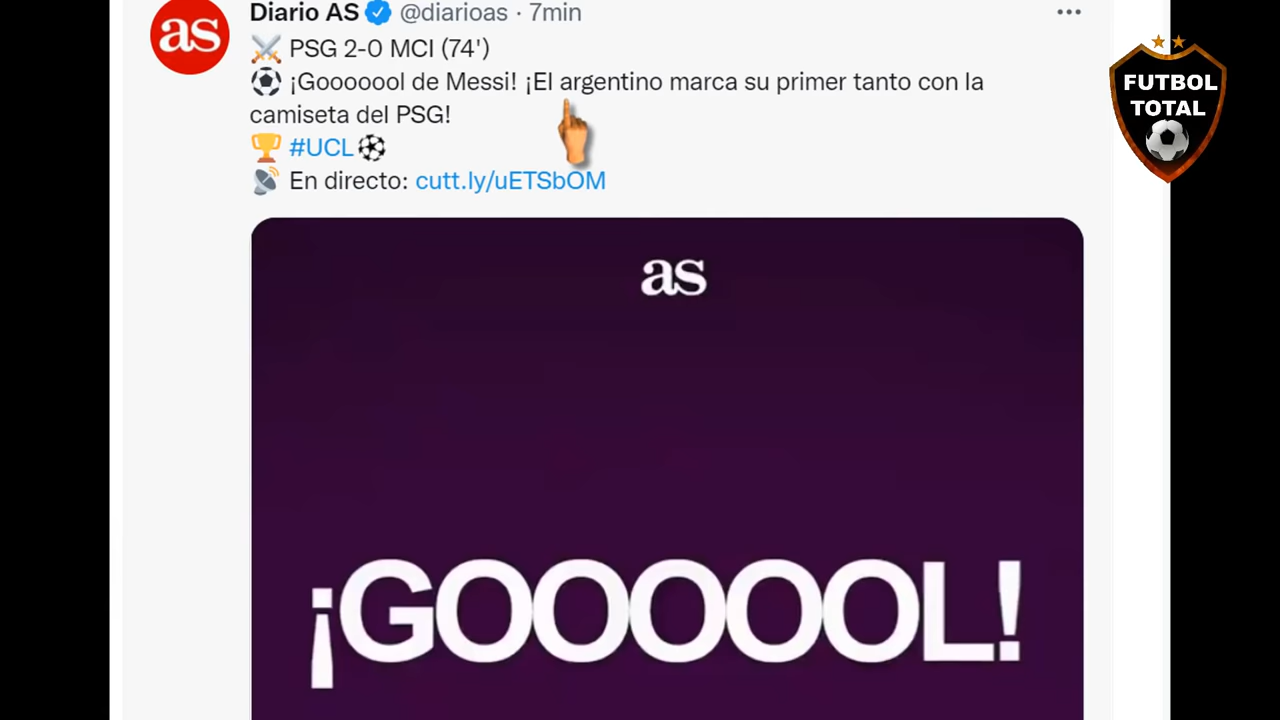 as
Diario AS @diarioas · 7min
PSG 2-0 MCI (74')
¡Gooooool de Messi! ¡El argentino marca su primer tanto con la
camiseta del PSG!
#UCL
En directo: cutt.ly/uETSbOM
FUTBOL
TOTAL
as
¡GOOOOOL!